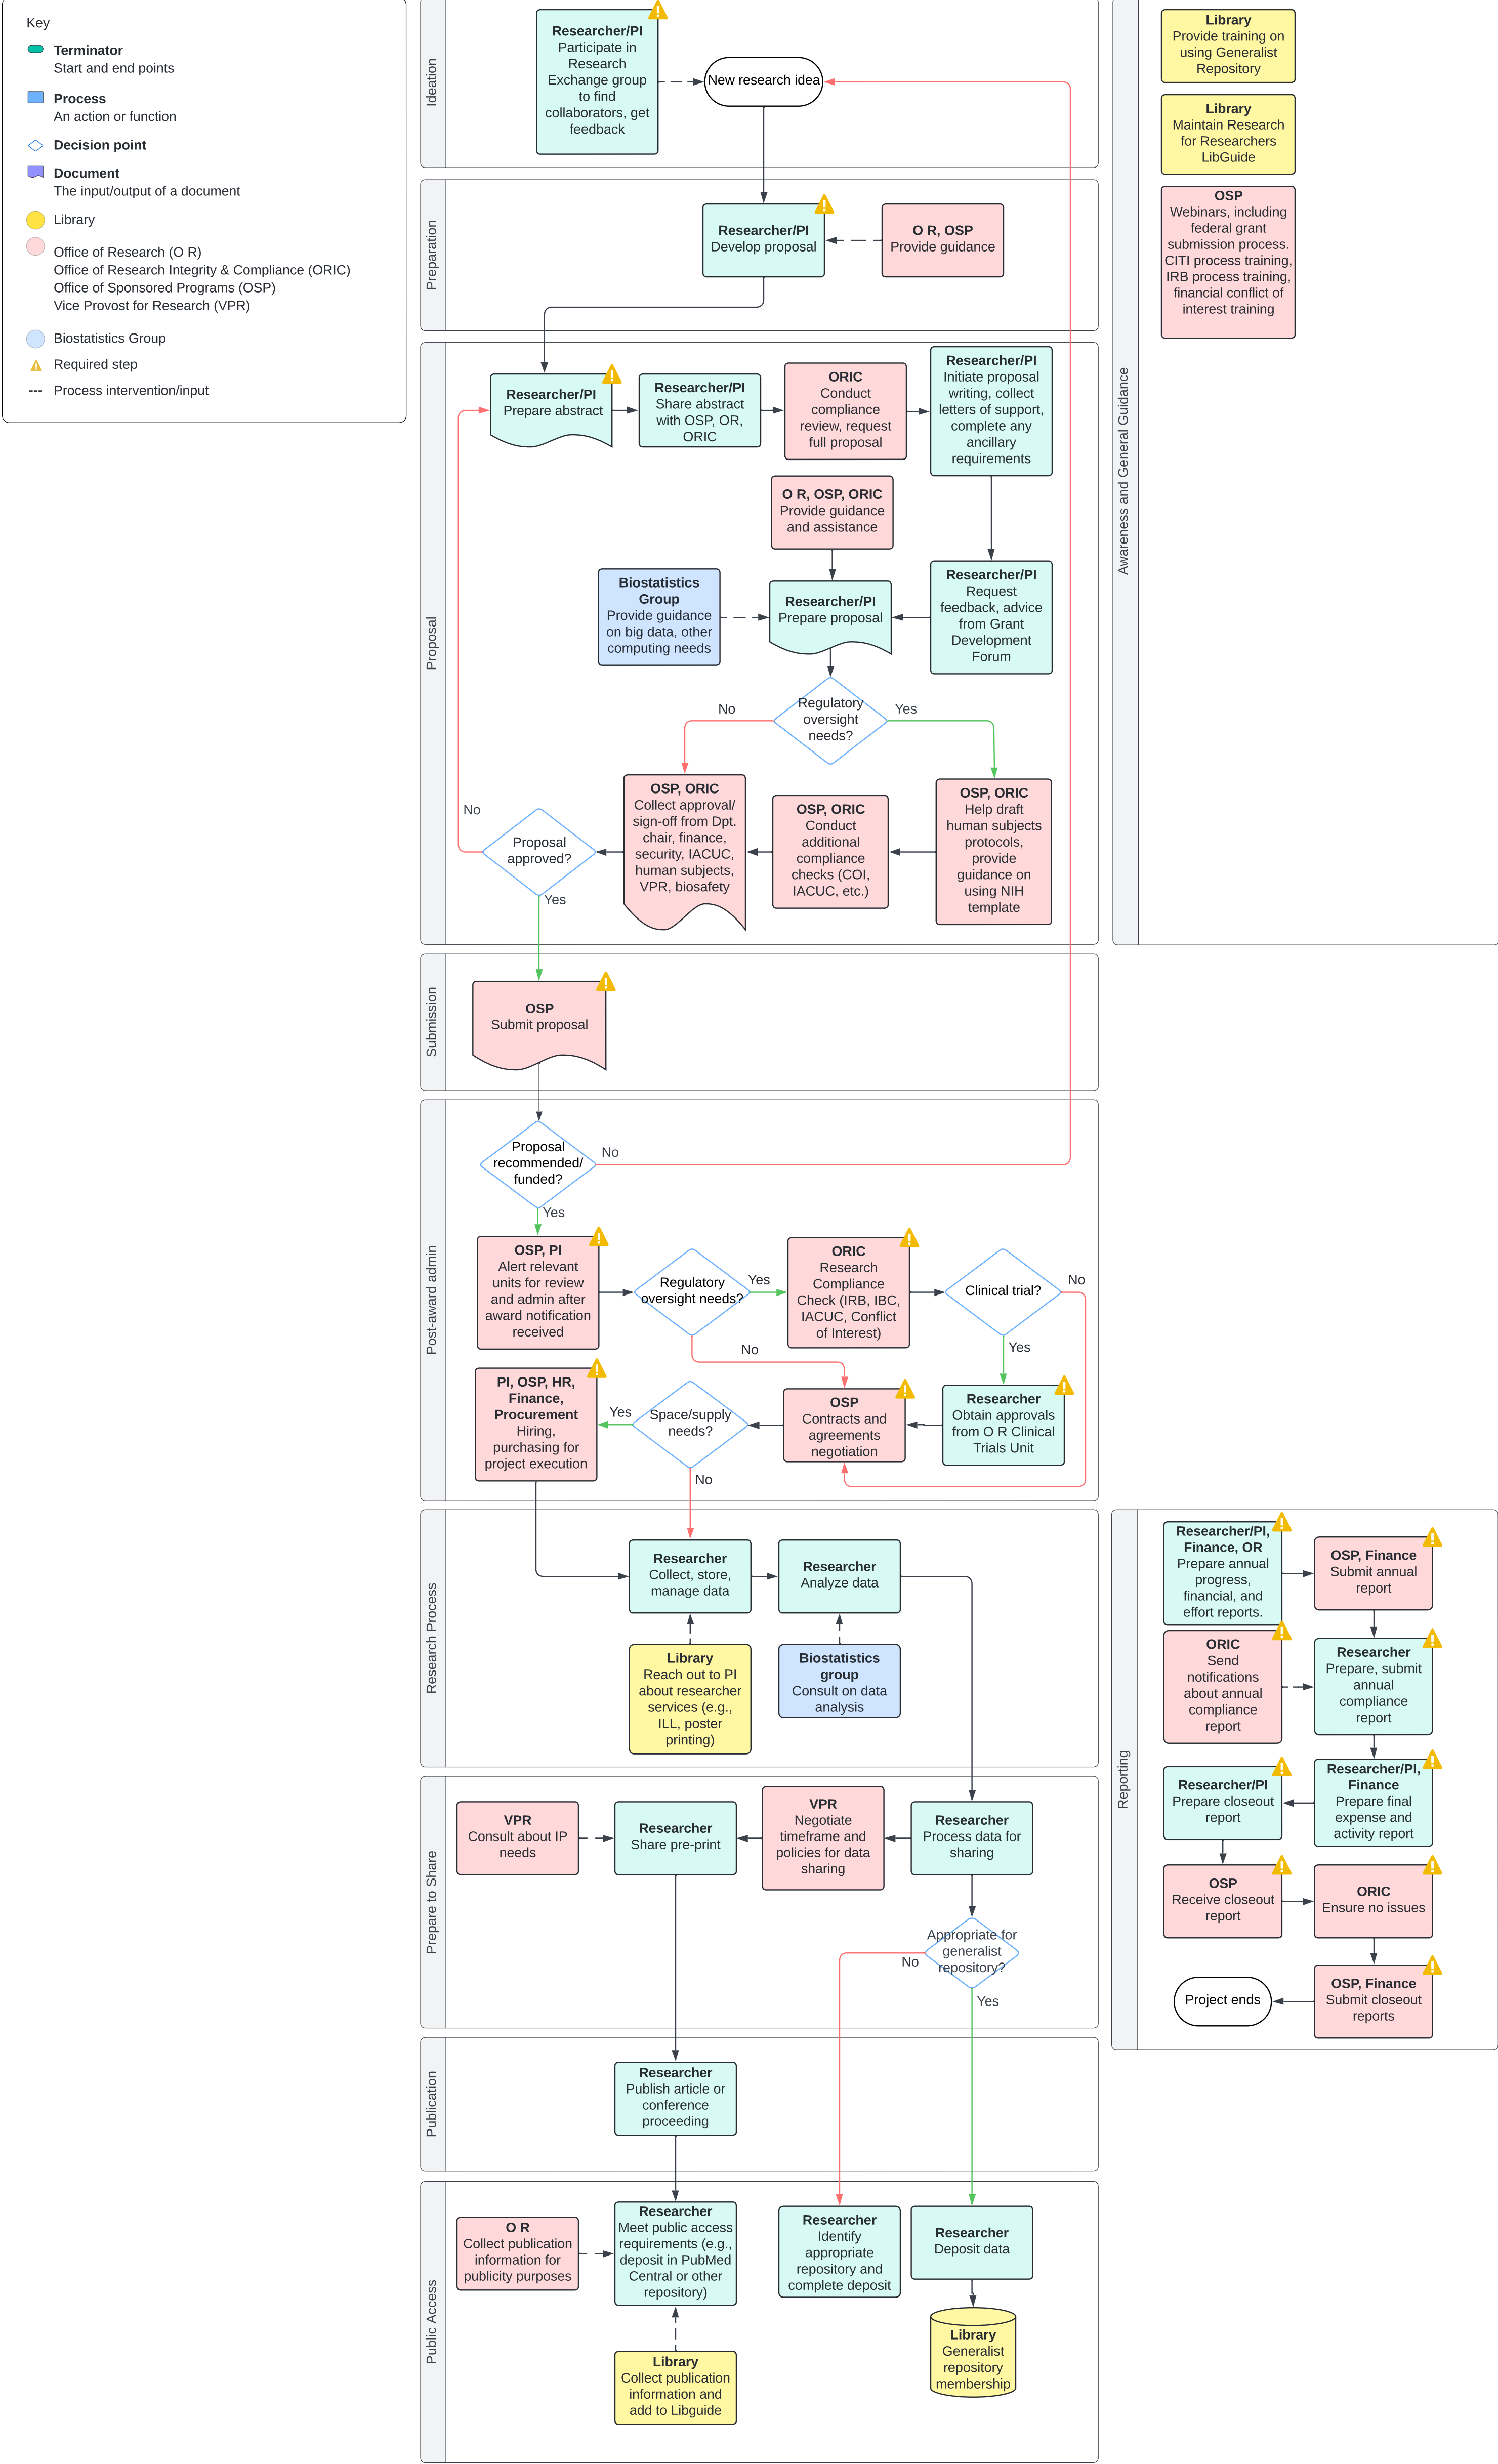 Key
Terminator
Start and end points
Process
An action or function
Decision point
Document
The input/output of a document
Library
Office of Research (O R)
Office of Research Integrity & Compliance (ORIC)
Office of Sponsored Programs (OSP)
Vice Provost for Research (VPR)
Biostatistics Group
Required step
Process intervention/input
Ideation
Researcher/PI
Participate in
Research
Exchange group
to find
collaborators, get
feedback
New research idea
Preparation
Researcher/PI
Develop proposal
O R, OSP
Provide guidance
Proposal
Researcher/PI
Prepare abstract
Researcher/PI
Share abstract
with OSP, OR,
ORIC
ORIC
Conduct
compliance
review, request
full proposal
Researcher/PI
Initiate proposal
writing, collect
letters of support,
complete any
ancillary
requirements
O R, OSP, ORIC
Provide guidance
and assistance
Biostatistics
Group
Provide guidance
on big data, other
computing needs
Researcher/PI
Prepare proposal
Researcher/PI
Request
feedback, advice
from Grant
Development
Forum
Regulatory
oversight
needs?
No
Yes
No
Proposal
approved?
Yes
OSP, ORIC
Collect approval/
sign-off from Dpt.
chair, finance,
security, IACUC,
human subjects,
VPR, biosafety
OSP, ORIC
Conduct
additional
compliance
checks (COI,
IACUC, etc.)
OSP, ORIC
Help draft
human subjects
protocols,
provide
guidance on
using NIH
template
Submission
OSP
Submit proposal
Post-award admin
Proposal
recommended/
funded?
No
Yes
OSP, PI
Alert relevant
units for review
and admin after
award notification
received
Regulatory
oversight needs?
Yes
No
ORIC
Research
Compliance
Check (IRB, IBC,
IACUC, Conflict
of Interest)
Clinical trial?
No
Yes
PI, OSP, HR,
Finance,
Procurement
Hiring,
purchasing for
project execution
Yes
Space/supply
needs?
No
OSP
Contracts and
agreements
negotiation
Researcher
Obtain approvals
from O R Clinical
Trials Unit
Research Process
Researcher
Collect, store,
manage data
Researcher
Analyze data
Library
Reach out to PI
about researcher
services (e.g.,
ILL, poster
printing)
Biostatistics
group
Consult on data
analysis
Prepare to Share
VPR
Consult about IP
needs
Researcher
Share pre-print
VPR
Negotiate
timeframe and
policies for data
sharing
Researcher
Process data for
sharing
Appropriate for
generalist
repository?
No
Yes
Publication
Researcher
Publish article or
conference
proceeding
Public Access
O R
Collect publication
information for
publicity purposes
Researcher
Meet public access
requirements (e.g.,
deposit in PubMed
Central or other
repository)
Researcher
Identify
appropriate
repository and
complete deposit
Researcher
Deposit data
Library
Collect publication
information and
add to Libguide
Library
Generalist
repository
membership
Awareness and General Guidance
Library
Provide training on
using Generalist
Repository
Library
Maintain Research
for Researchers
LibGuide
OSP
Webinars, including
federal grant
submission process.
CITI process training,
IRB process training,
financial conflict of
interest training
Reporting
Researcher/PI,
Finance, OR
Prepare annual
progress,
financial, and
effort reports.
OSP, Finance
Submit annual
report
ORIC
Send
notifications
about annual
compliance
report
Researcher
Prepare, submit
annual
compliance
report
Researcher/PI
Prepare closeout
report
Researcher/PI,
Finance
Prepare final
expense and
activity report
OSP
Receive closeout
report
ORIC
Ensure no issues
Project ends
OSP, Finance
Submit closeout
reports